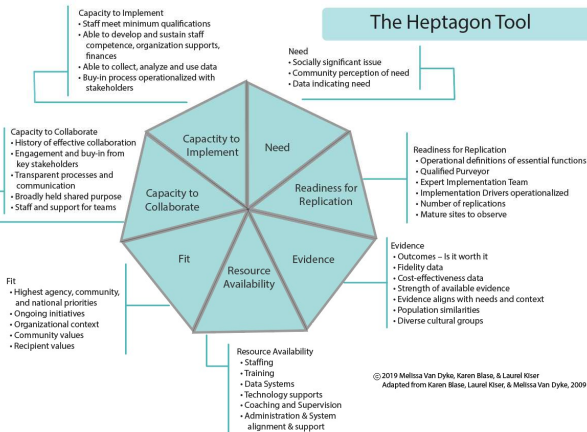 The Heptagon Tool
Capacity to Implement
• Staff meet minimum qualifications
• Able to develop and sustain staff
competence, organization supports,
finances
• Able to collect, analyze and use data
• Buy-in process operationalized with
stakeholders
Need
• Socially significant issue
• Community perception of need
• Data indicating need
Capacity to Collaborate
• History of effective collaboration
• Engagement and buy-in from
key stakeholders
• Transparent processes and
communication
• Broadly held shared purpose
• Staff and support for teams
Capactity to
Implement
Need
Capacity to
Collaborate
Readiness for
Replication
Fit
Resource
Availability
Evidence
Readiness for Replication
• Operational definitions of essential functions
• Qualified Purveyor
• Expert Implementation Team
• Implementation Drivers operationalized
• Number of replications
• Mature sites to observe
Evidence
• Outcomes – Is it worth it
• Fidelity data
• Cost-effectiveness data
• Strength of available evidence
• Evidence aligns with needs and context
• Population similarities
• Diverse cultural groups
Fit
• Highest agency, community,
and national priorities
• Ongoing initiatives
• Organizational context
• Community values
• Recipient values
Resource Availability
• Staffing
• Training
• Data Systems
• Technology supports
• Coaching and Supervision
• Administration & System
alignment & support
© 2019 Melissa Van Dyke, Karen Blase, & Laurel Kiser
Adapted from Karen Blase, Laurel Kiser, & Melissa Van Dyke, 2009